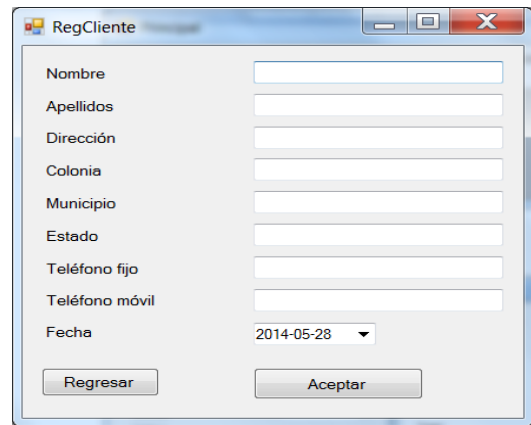 RegCliente
Nombre
Apellidos
Dirección
Colonia
Municipio
Estado
Teléfono fijo
Teléfono móvil
Fecha 2014-05-28
Regresar Aceptar